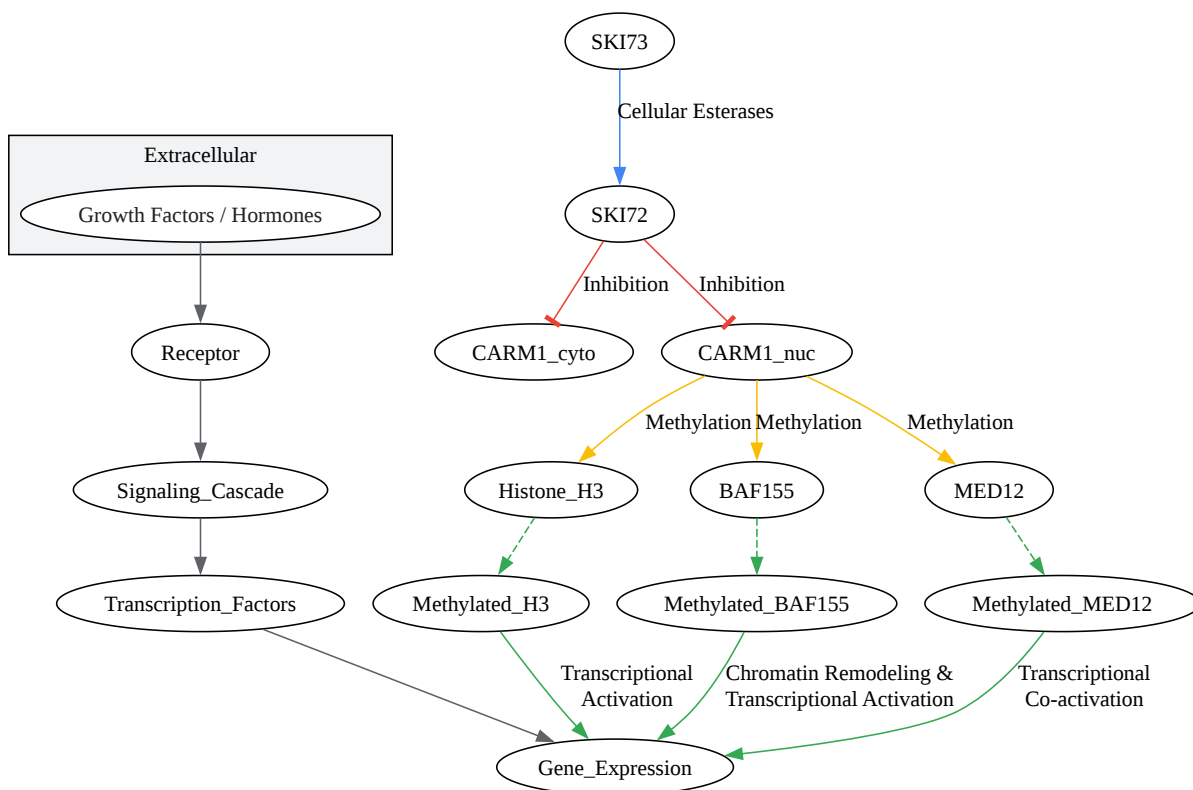 SKI73
Cellular Esterases
Extracellular
Growth Factors / Hormones
SKI72
Inhibition
Inhibition
Receptor
CARM1_cyto
CARM1_nuc
Methylation
Methylation
Methylation
Signaling_Cascade
Histone_H3
BAF155
MED12
Transcription_Factors
Methylated_H3
Methylated_BAF155
Methylated_MED12
Transcriptional
Activation
Chromatin Remodeling &
Transcriptional Activation
Transcriptional
Co-activation
Gene_Expression